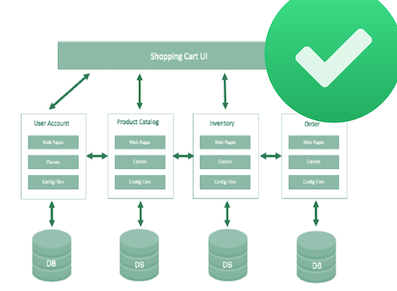 Shopping Cart UI
User Account
Product Catalog
Inventory
Order
Web Pages
Web Pages
Web Pages
Web Pages
Classes
Classes
Classes
Classes
Config Files
Config Files
Config Files
Config Files
DB
DB
DB
DB